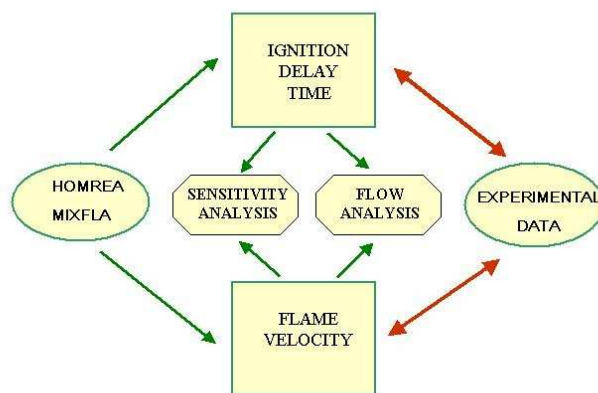 IGNITION
DELAY
TIME
HOMREA
MIXFLA
SENSITIVITY
ANALYSIS
FLOW
ANALYSIS
EXPERIMENTAL
DATA
FLAME
VELOCITY